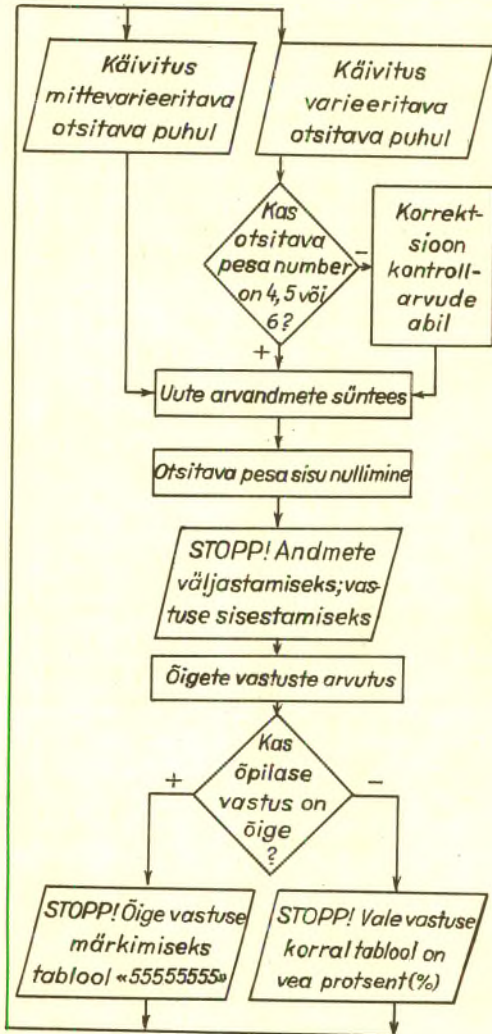 Käivitus
mittevarieeritava
otsitava puhul
Käivitus
varieeritava
otsitava puhul
Kas
otsitava
pesa number
on 4,5 või
6?
–
+
Korrekt-
sioon
kontroll-
arvude
abil
Uute arvandmete süntees
Otsitava pesa sisu nullimine
STOPP! Andmete
väljastamiseks; vas-
tuse sisestamiseks
Õigete vastuste arvutus
Kas
õpilase
vastus on
õige
?
+
–
STOPP! Õige vastuse
märkimiseks
tablool «55555555»
STOPP! Vale vastuse
korral tablool on
vea protsent(%)